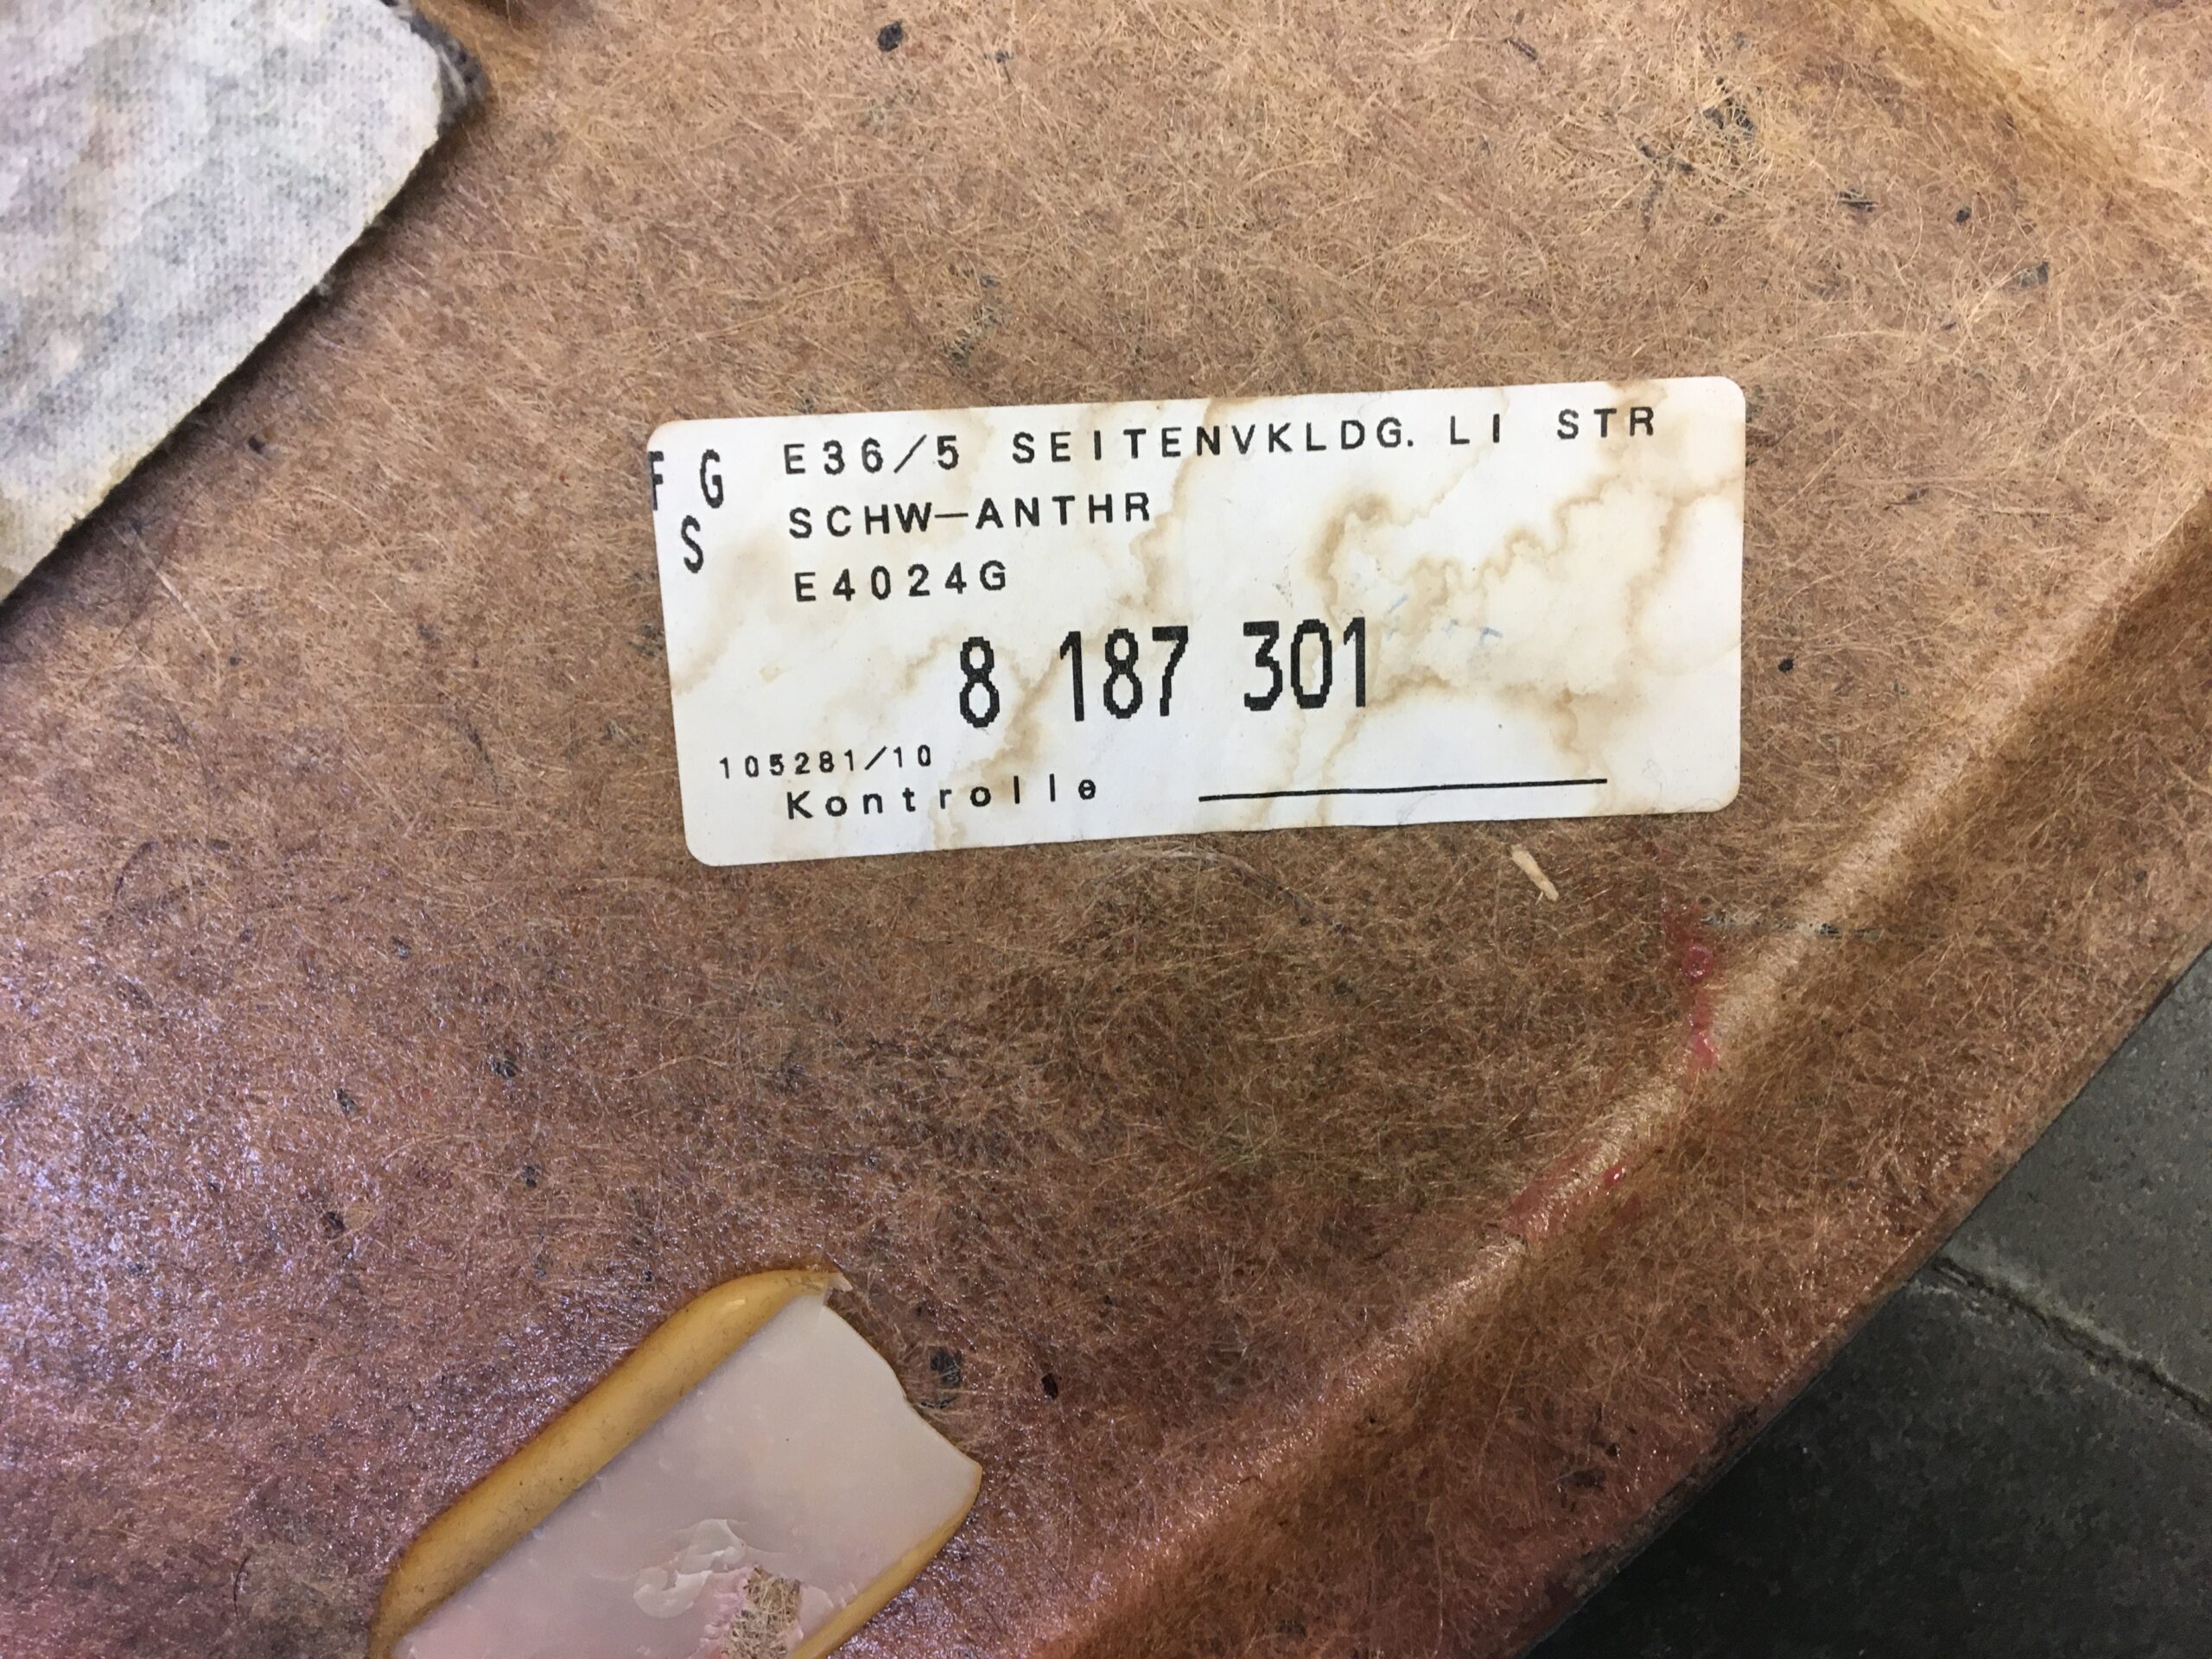 F G E36/5 SEITENVKLDG. LI STR
S SCHW-ANTHR
E4024G
8 187 301
105281/10
Kontrolle